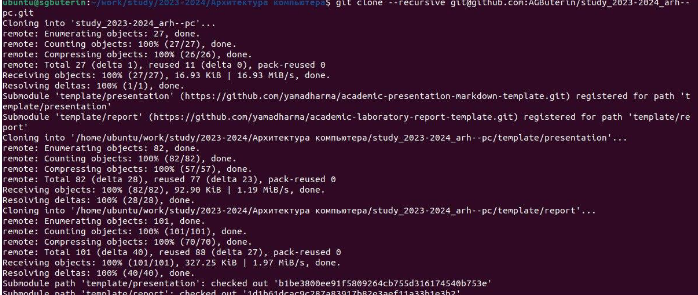 ubuntu@sgbuterin:~/work/study/2023-2024/Архитектура компьютера$ git clone --recursive git@github.com:AGButerin/study_2023-2024_arh--
pc.git
Cloning into 'study_2023-2024_arh--pc'...
remote: Enumerating objects: 27, done.
remote: Counting objects: 100% (27/27), done.
remote: Compressing objects: 100% (26/26), done.
remote: Total 27 (delta 1), reused 11 (delta 0), pack-reused 0
Receiving objects: 100% (27/27), 16.93 KiB | 16.93 MiB/s, done.
Resolving deltas: 100% (1/1), done.
Submodule 'template/presentation' (https://github.com/yamadharma/academic-presentation-markdown-template.git) registered for path 't
emplate/presentation'
Submodule 'template/report' (https://github.com/yamadharma/academic-laboratory-report-template.git) registered for path 'template/re
port'
Cloning into '/home/ubuntu/work/study/2023-2024/Архитектура компьютера/study_2023-2024_arh--pc/template/presentation'...
remote: Enumerating objects: 82, done.
remote: Counting objects: 100% (82/82), done.
remote: Compressing objects: 100% (57/57), done.
remote: Total 82 (delta 28), reused 77 (delta 23), pack-reused 0
Receiving objects: 100% (82/82), 92.90 KiB | 1.19 MiB/s, done.
Resolving deltas: 100% (28/28), done.
Cloning into '/home/ubuntu/work/study/2023-2024/Архитектура компьютера/study_2023-2024_arh--pc/template/report'...
remote: Enumerating objects: 101, done.
remote: Counting objects: 100% (101/101), done.
remote: Compressing objects: 100% (70/70), done.
remote: Total 101 (delta 40), reused 88 (delta 27), pack-reused 0
Receiving objects: 100% (101/101), 327.25 KiB | 1.97 MiB/s, done.
Resolving deltas: 100% (40/40), done.
Submodule path 'template/presentation': checked out 'b1be3800ee91f5809264cb755d316174540b753e'
Submodule path 'template/report': checked out